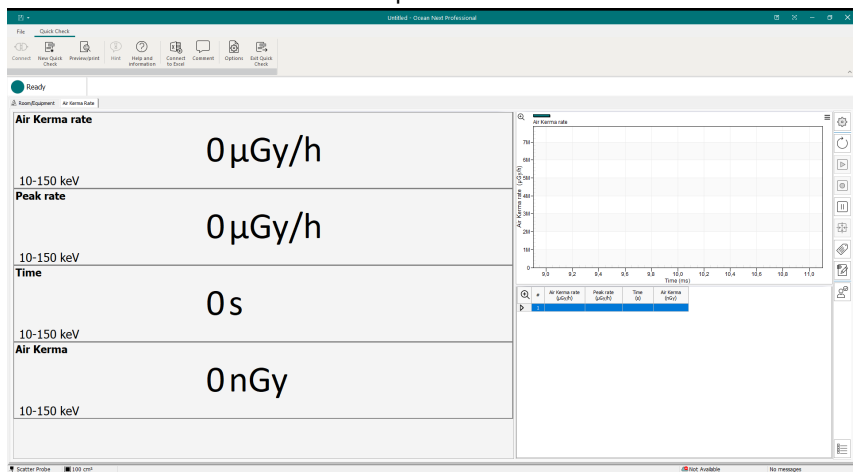 Untitled - Ocean Next Professional
File Quick Check
Connect New Quick Check Preview/print Hint Help and information Connect to Excel Comment Options Exit Quick Check
Ready
Room/Equipment Air Kerma Rate
Air Kerma rate
0 µGy/h
10-150 keV
Peak rate
0 µGy/h
10-150 keV
Time
0 s
10-150 keV
Air Kerma
0 nGy
10-150 keV
Air Kerma rate
Air Kerma rate (µGy/h)
7M
6M
5M
4M
3M
2M
1M
0
9,0 9,2 9,4 9,6 9,8 10,0 10,2 10,4 10,6 10,8 11,0
Time (ms)
# Air Kerma rate (µGy/h) Peak rate (µGy/h) Time (s) Air Kerma (nGy)
1
Scatter Probe 100 cm² Not Available No messages